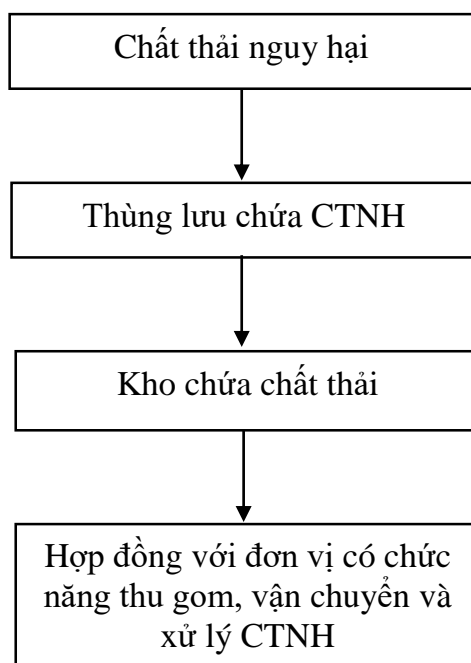 Chất thải nguy hại
Thùng lưu chứa CTNH
Kho chứa chất thải
Hợp đồng với đơn vị có chức
năng thu gom, vận chuyển và
xử lý CTNH